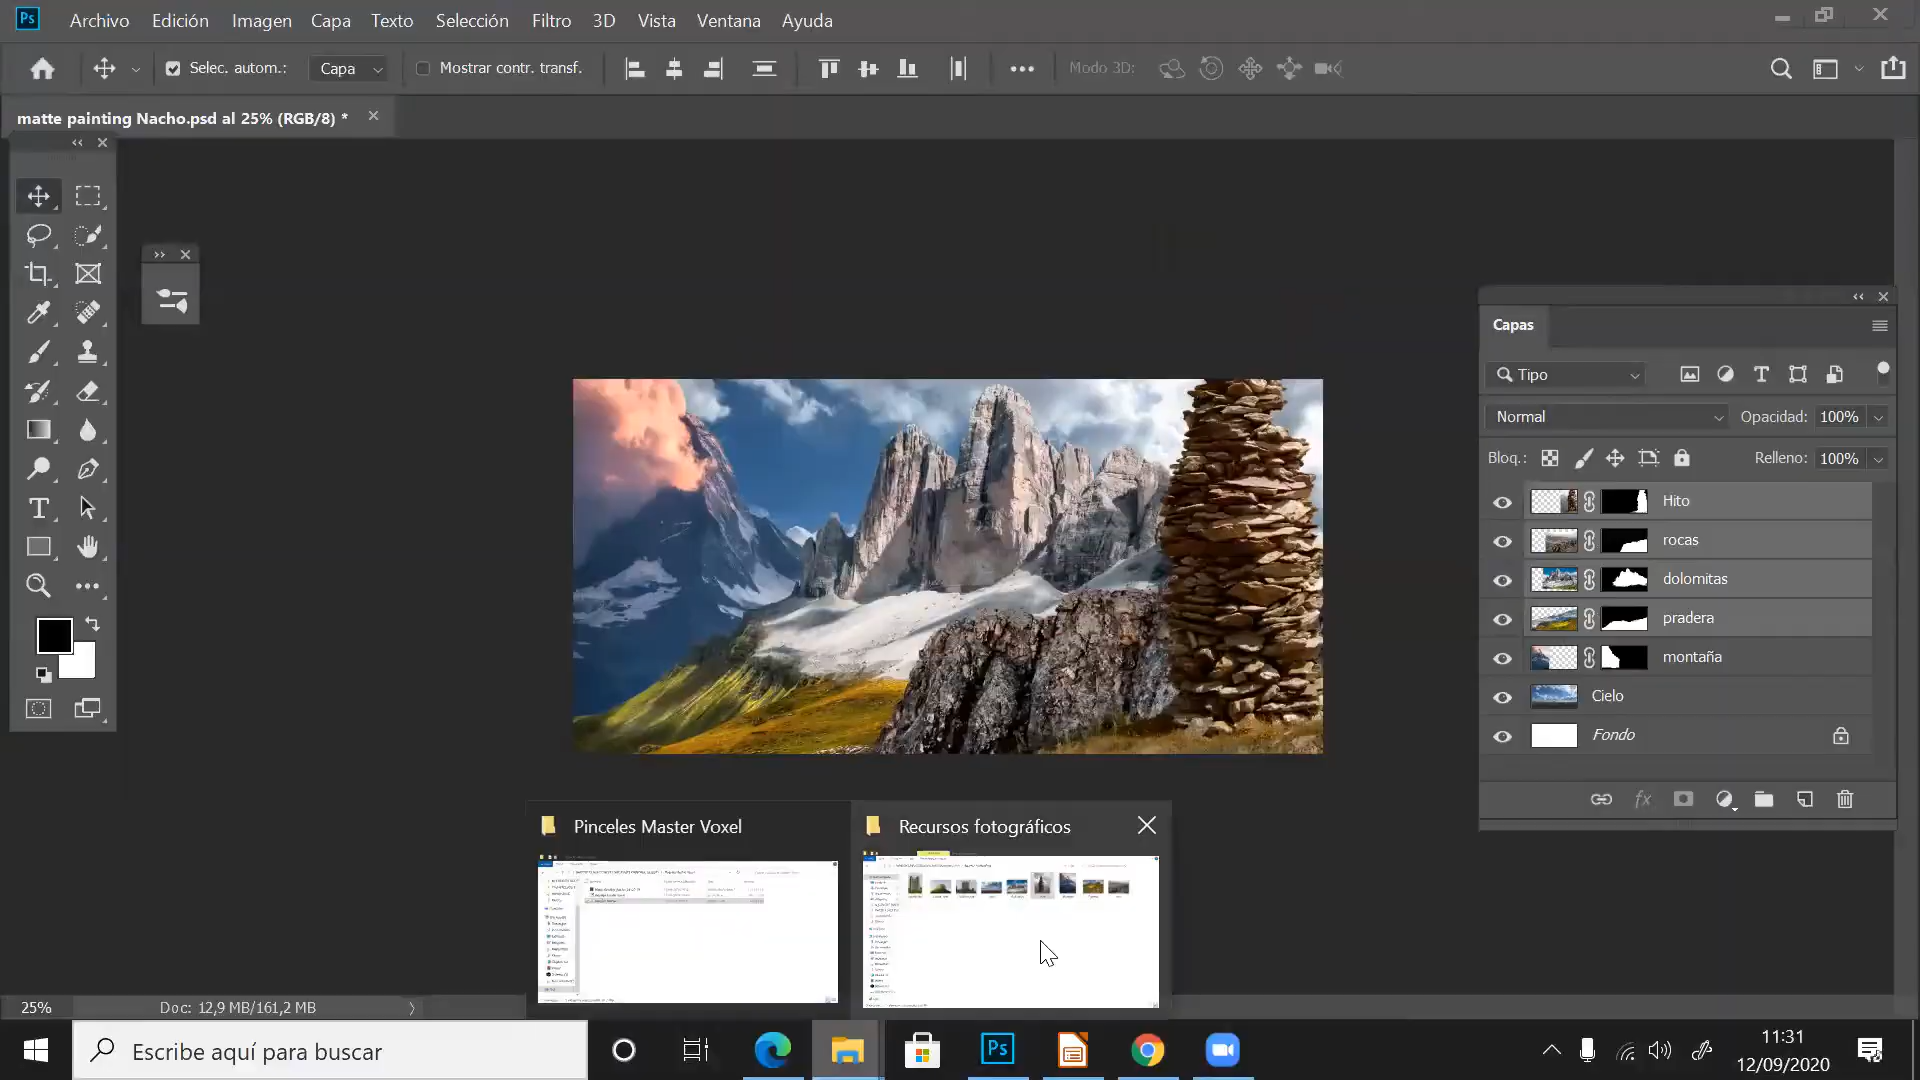 Ps Archivo Edición Imagen Capa Texto Selección Filtro 3D Vista Ventana Ayuda
Selec. autom.: Capa Mostrar contr. transf. Modo 3D:
matte painting Nacho.psd al 25% (RGB/8) *
Capas
Tipo
Normal Opacidad: 100%
Bloq.: Relleno: 100%
Hito
rocas
dolomitas
pradera
montaña
Cielo
Fondo
Pinceles Master Voxel
Recursos fotográficos
25% Doc: 12,9 MB/161,2 MB
Escribe aquí para buscar
Ps
11:31
12/09/2020